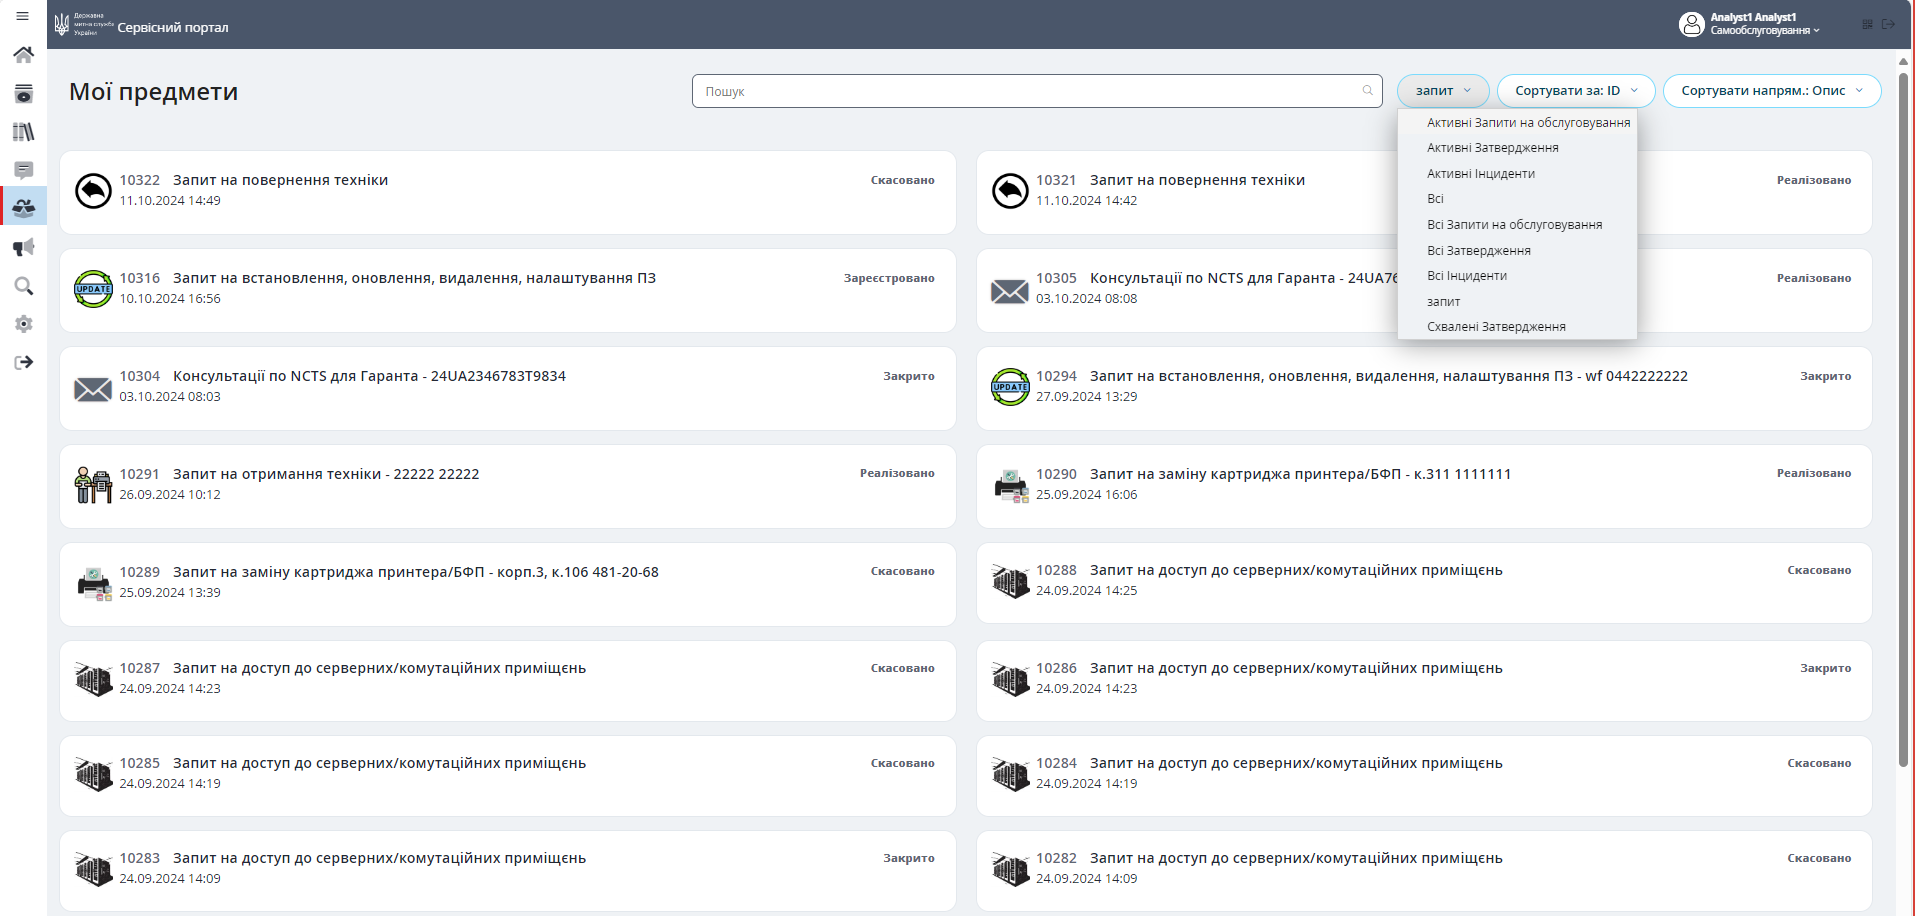 Державна
митна служба
України
Сервісний портал
Analyst1 Analyst1
Самообслуговування
Мої предмети
Пошук
запит
Сортувати за: ID
Сортувати напрям.: Опис
Активні Запити на обслуговування
Активні Затвердження
Активні Інциденти
Всі
Всі Запити на обслуговування
Всі Затвердження
Всі Інциденти
запит
Схвалені Затвердження
10322 Запит на повернення техніки Скасовано
11.10.2024 14:49
10321 Запит на повернення техніки Реалізовано
11.10.2024 14:42
UPDATE
10316 Запит на встановлення, оновлення, видалення, налаштування ПЗ Зареєстровано
10.10.2024 16:56
10305 Консультації по NCTS для Гаранта - 24UA76 Реалізовано
03.10.2024 08:08
10304 Консультації по NCTS для Гаранта - 24UA2346783T9834 Закрито
03.10.2024 08:03
UPDATE
10294 Запит на встановлення, оновлення, видалення, налаштування ПЗ - wf 0442222222 Закрито
27.09.2024 13:29
10291 Запит на отримання техніки - 22222 22222 Реалізовано
26.09.2024 10:12
10290 Запит на заміну картриджа принтера/БФП - к.311 1111111 Реалізовано
25.09.2024 16:06
10289 Запит на заміну картриджа принтера/БФП - корп.3, к.106 481-20-68 Скасовано
25.09.2024 13:39
10288 Запит на доступ до серверних/комутаційних приміщєнь Скасовано
24.09.2024 14:25
10287 Запит на доступ до серверних/комутаційних приміщєнь Скасовано
24.09.2024 14:23
10286 Запит на доступ до серверних/комутаційних приміщєнь Закрито
24.09.2024 14:23
10285 Запит на доступ до серверних/комутаційних приміщєнь Скасовано
24.09.2024 14:19
10284 Запит на доступ до серверних/комутаційних приміщєнь Скасовано
24.09.2024 14:19
10283 Запит на доступ до серверних/комутаційних приміщєнь Закрито
24.09.2024 14:09
10282 Запит на доступ до серверних/комутаційних приміщєнь Скасовано
24.09.2024 14:09